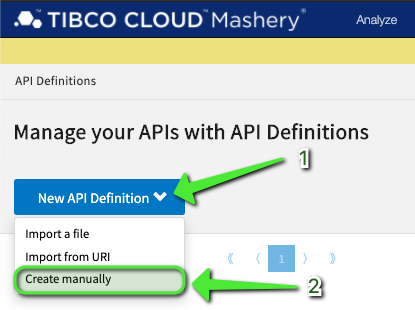 TIBCO CLOUD™ Mashery® Analyze
API Definitions
Manage your APIs with API Definitions
1
New API Definition
Import a file
Import from URI
《 〈 1 〉 》
Create manually
2